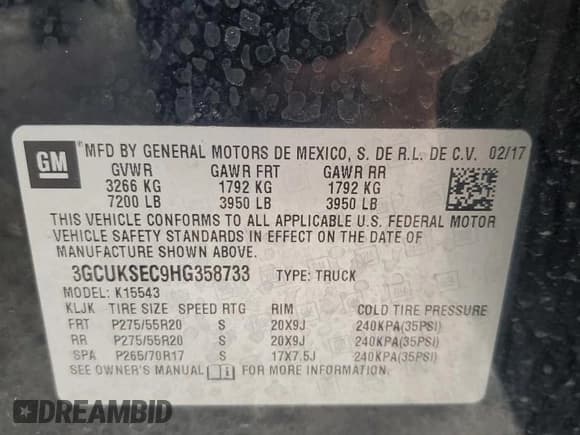 GM
MFD BY GENERAL MOTORS DE MEXICO, S. DE R.L. DE C.V. 02/17
GVWR GAWR FRT GAWR RR
3266 KG 1792 KG 1792 KG
7200 LB 3950 LB 3950 LB
THIS VEHICLE CONFORMS TO ALL APPLICABLE U.S. FEDERAL MOTOR
VEHICLE SAFETY STANDARDS IN EFFECT ON THE DATE OF
MANUFACTURE SHOWN ABOVE.
3GCUKSEC9HG358733 TYPE: TRUCK
MODEL: K15543
KLJK TIRE SIZE SPEED RTG RIM COLD TIRE PRESSURE
FRT P275/55R20 S 20X9J 240KPA(35PSI)
RR P275/55R20 S 20X9J 240KPA(35PSI)
SPA P265/70R17 S 17X7.5J 240KPA(35PSI)
SEE OWNER'S MANUAL FOR MORE INFORMATION.
DREAMBID